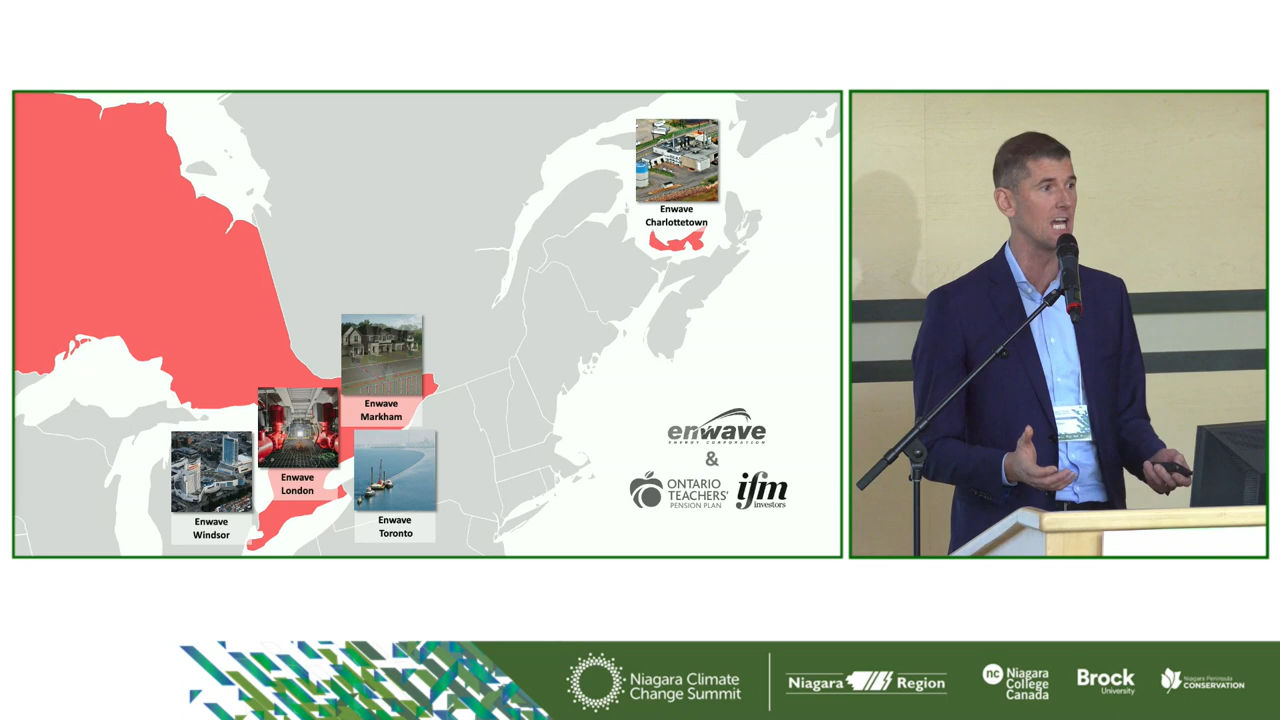 Enwave
Charlottetown
Enwave
Markham
Enwave
London
Enwave
Windsor
Enwave
Toronto
enwave
ENERGY CORPORATION
&
ONTARIO
TEACHERS'
PENSION PLAN
ifm
investors
Niagara Climate
Change Summit
Niagara Region
nc
Niagara
College
Canada
Brock
University
Niagara Peninsula
CONSERVATION